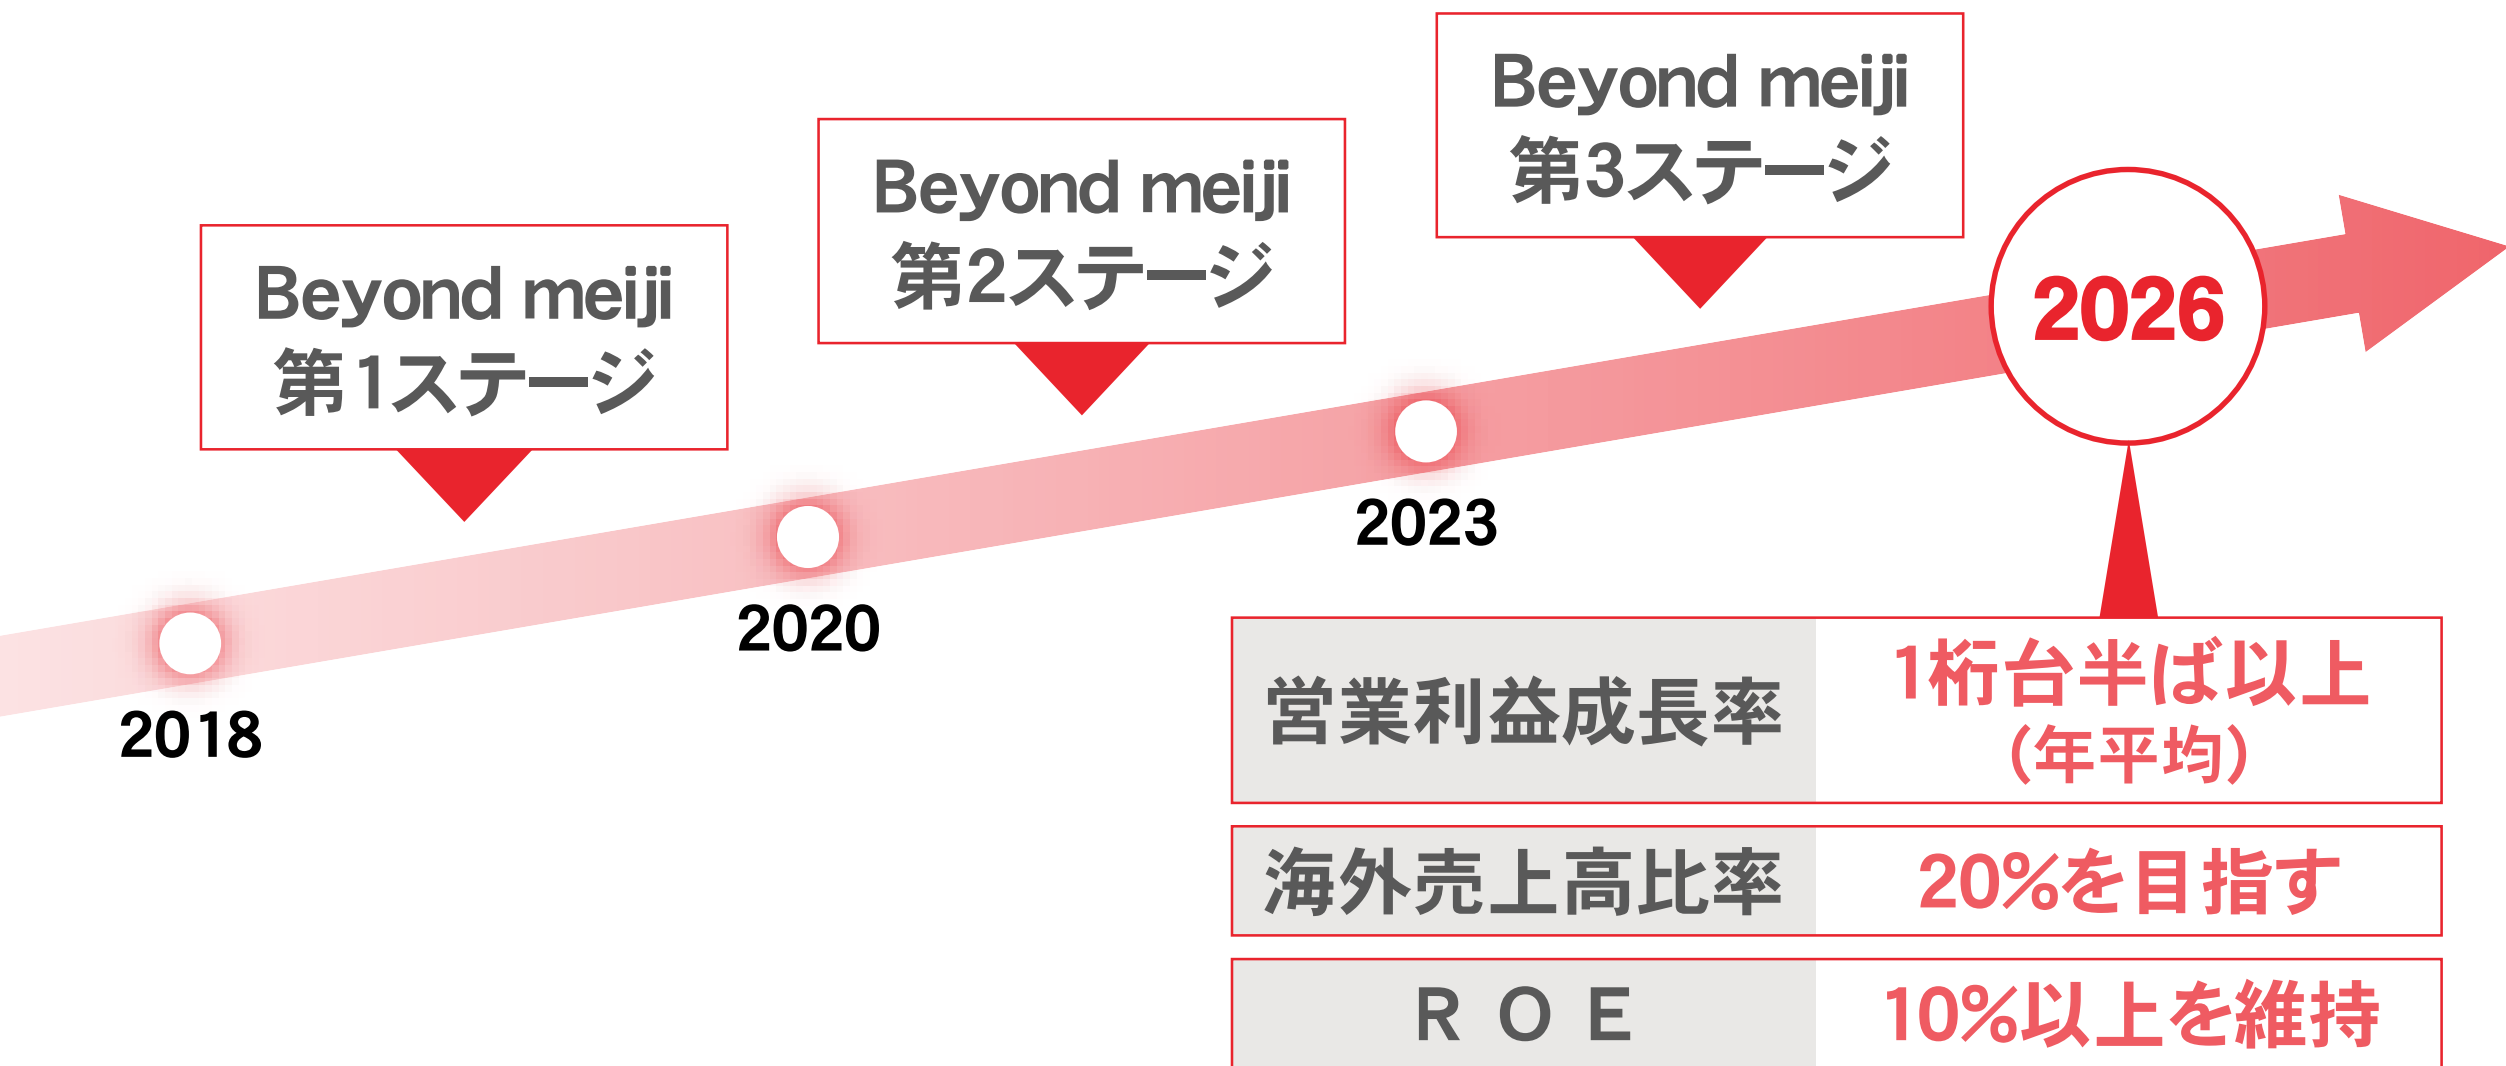 Beyond meiji
第1ステージ
Beyond meiji
第2ステージ
Beyond meiji
第3ステージ
2018
2020
2023
2026
営業利益成長率
1桁台半ば以上
(年平均)
海外売上高比率
20%を目指す
ROE
10%以上を維持